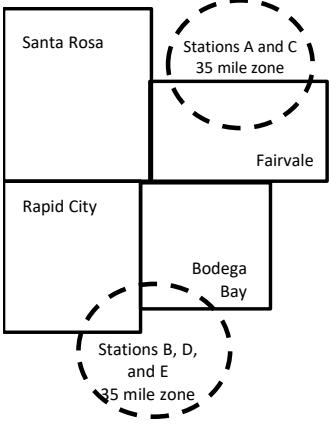 Santa Rosa
Stations A and C
35 mile zone
Fairvale
Rapid City
Bodega
Bay
Stations B, D,
and E
35 mile zone